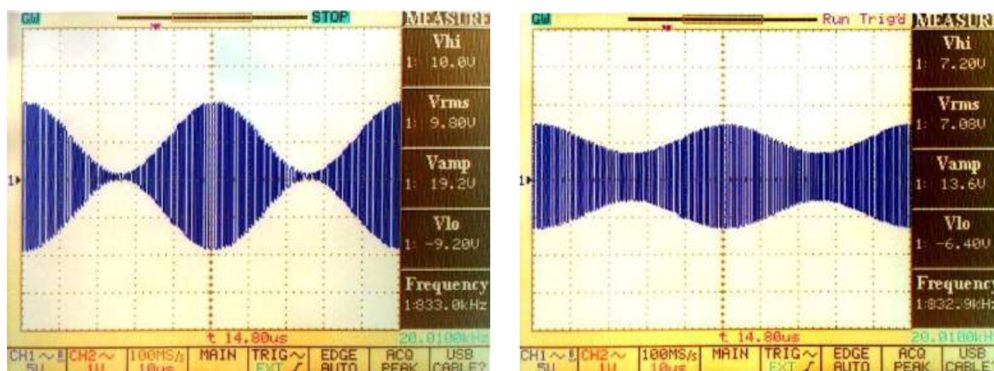 GW STOP MEASURE
Vhi
1: 10.0V
Vrms
1: 9.80V
Vamp
1: 19.2V
Vlo
1: -9.20V
Frequency
1:833.0kHz
1▶
t 14.80us 20.0100kHz
CH1 ~ CH2 ~ 100MS/s MAIN TRIG ~ EDGE ACQ USB
5V 1V 10us EXT AUTO PEAK CABLE?
GW Run Trig'd MEASURE
Vhi
1: 7.20V
Vrms
1: 7.08V
Vamp
1: 13.6V
Vlo
1: -6.40V
Frequency
1:832.9kHz
1▶
t 14.80us 20.0100kHz
CH1 ~ CH2 ~ 100MS/s MAIN TRIG ~ EDGE ACQ USB
5V 1V 10us EXT AUTO PEAK CABLE?